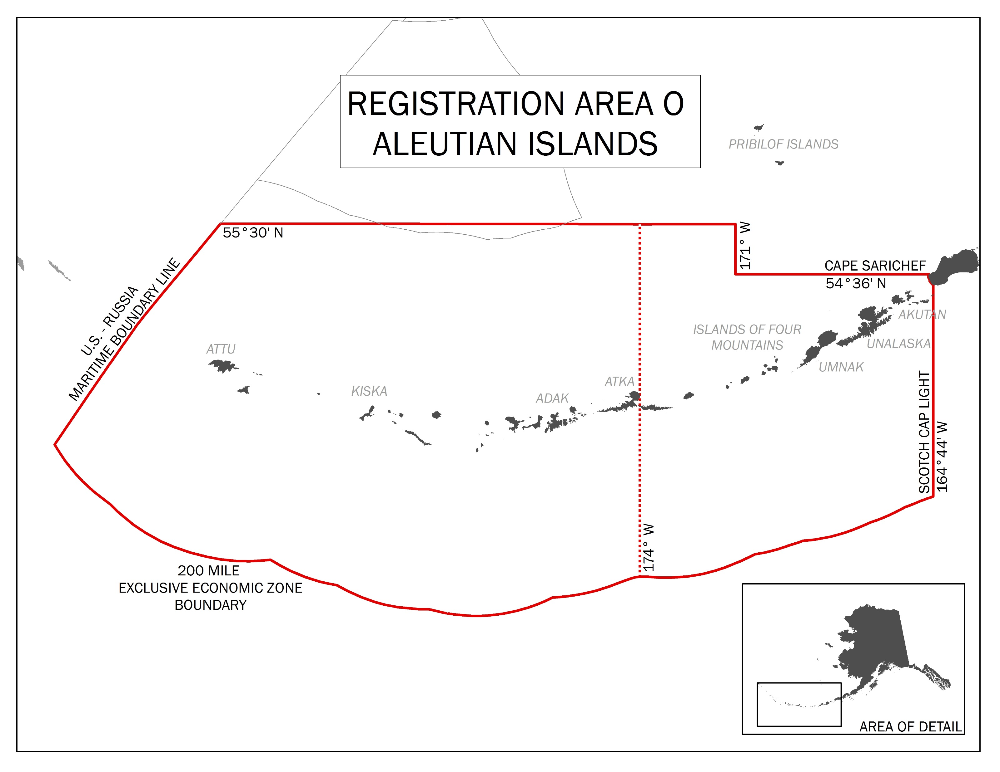 REGISTRATION AREA O
ALEUTIAN ISLANDS
PRIBILOF ISLANDS
55°30' N
171° W
CAPE SARICHEF
54°36' N
U.S. - RUSSIA
MARITIME BOUNDARY LINE
AKUTAN
ISLANDS OF FOUR
MOUNTAINS
UNALASKA
UMNAK
ATTU
KISKA
ADAK
ATKA
SCOTCH CAP LIGHT
164°44' W
174° W
200 MILE
EXCLUSIVE ECONOMIC ZONE
BOUNDARY
AREA OF DETAIL